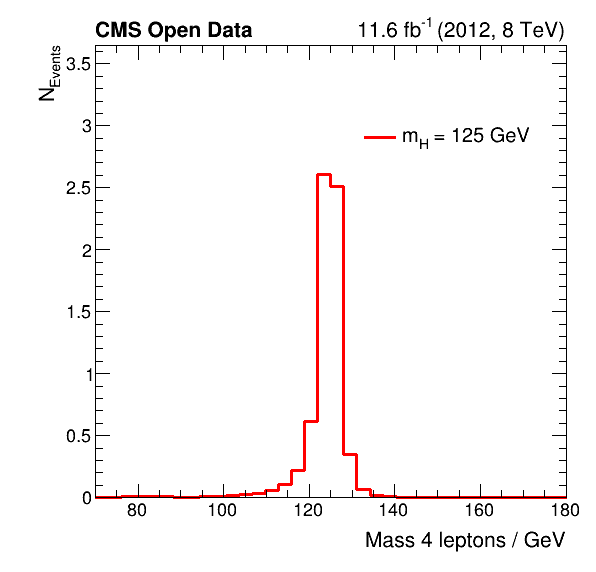 CMS Open Data 11.6 fb-1 (2012, 8 TeV)
NEvents
3.5
3
mH = 125 GeV
2.5
2
1.5
1
0.5
0
80 100 120 140 160 180
Mass 4 leptons / GeV